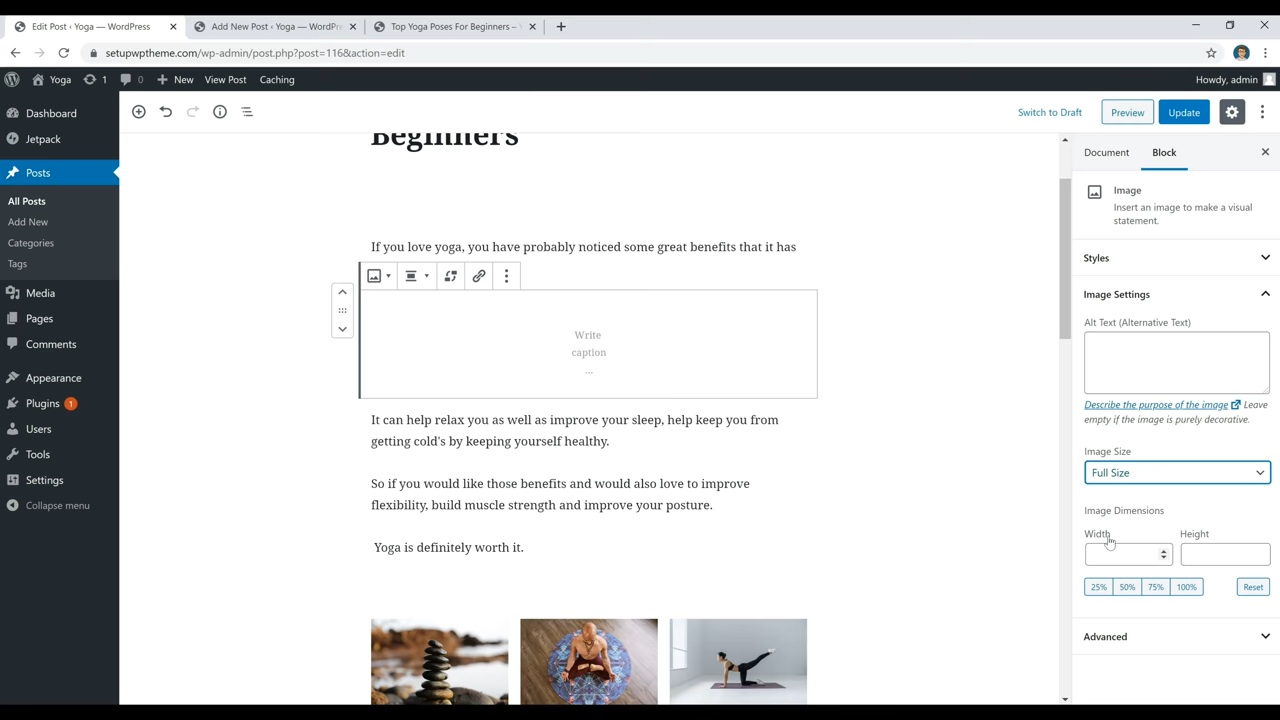 Edit Post ‹ Yoga — WordPress
Add New Post ‹ Yoga — WordPr
Top Yoga Poses For Beginners –
setupwptheme.com/wp-admin/post.php?post=116&action=edit
Yoga
1
0
New
View Post
Caching
Howdy, admin
Dashboard
Jetpack
Posts
All Posts
Add New
Categories
Tags
Media
Pages
Comments
Appearance
Plugins 1
Users
Tools
Settings
Collapse menu
Switch to Draft
Preview
Update
Beginners
If you love yoga, you have probably noticed some great benefits that it has
Write
caption
...
It can help relax you as well as improve your sleep, help keep you from
getting cold's by keeping yourself healthy.
So if you would like those benefits and would also love to improve
flexibility, build muscle strength and improve your posture.
Yoga is definitely worth it.
Document
Block
Image
Insert an image to make a visual
statement.
Styles
Image Settings
Alt Text (Alternative Text)
Describe the purpose of the image Leave
empty if the image is purely decorative.
Image Size
Full Size
Image Dimensions
Width
Height
25%
50%
75%
100%
Reset
Advanced